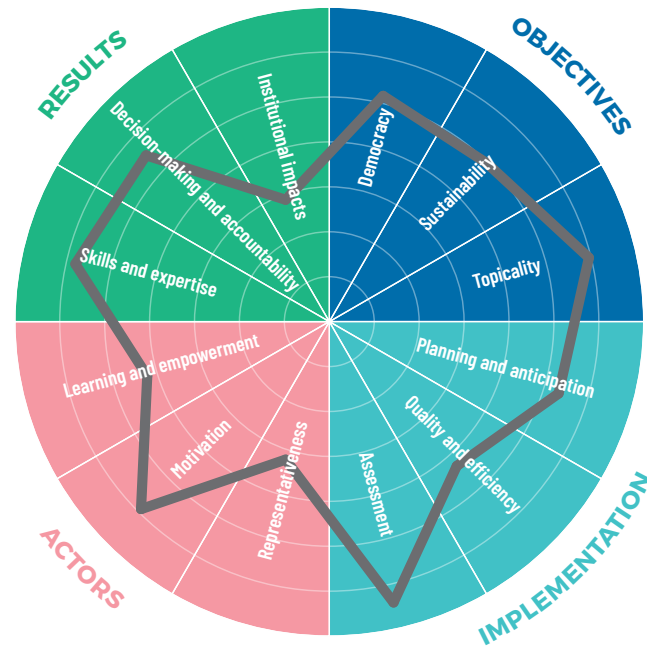 RESULTS
OBJECTIVES
Institutional impacts
Decision-making and accountability
Skills and expertise
Democracy
Sustainability
Topicality
Learning and empowerment
Motivation
Representativeness
Planning and anticipation
Quality and efficiency
Assessment
ACTORS
IMPLEMENTATION